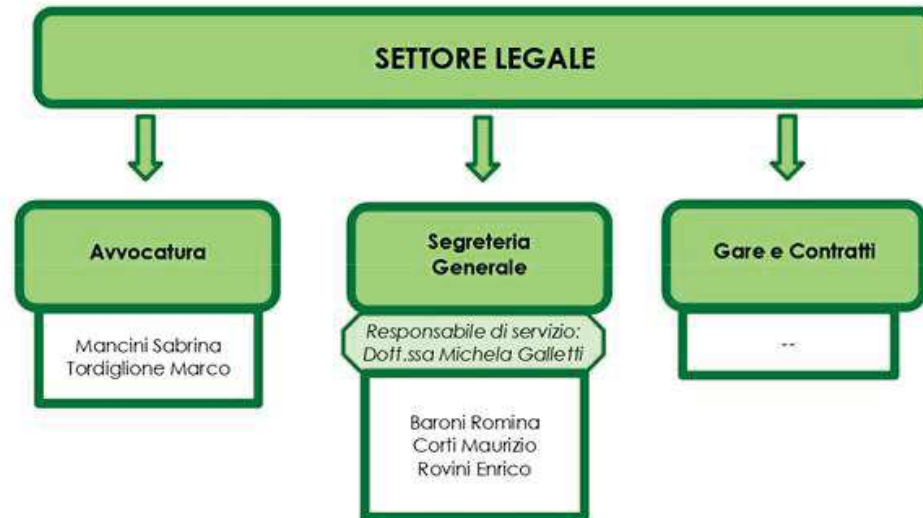 SETTORE LEGALE
Avvocatura
Mancini Sabrina
Tordiglione Marco
Segreteria
Generale
Responsabile di servizio:
Dott.ssa Michela Galletti
Baroni Romina
Corti Maurizio
Rovini Enrico
Gare e Contratti
--